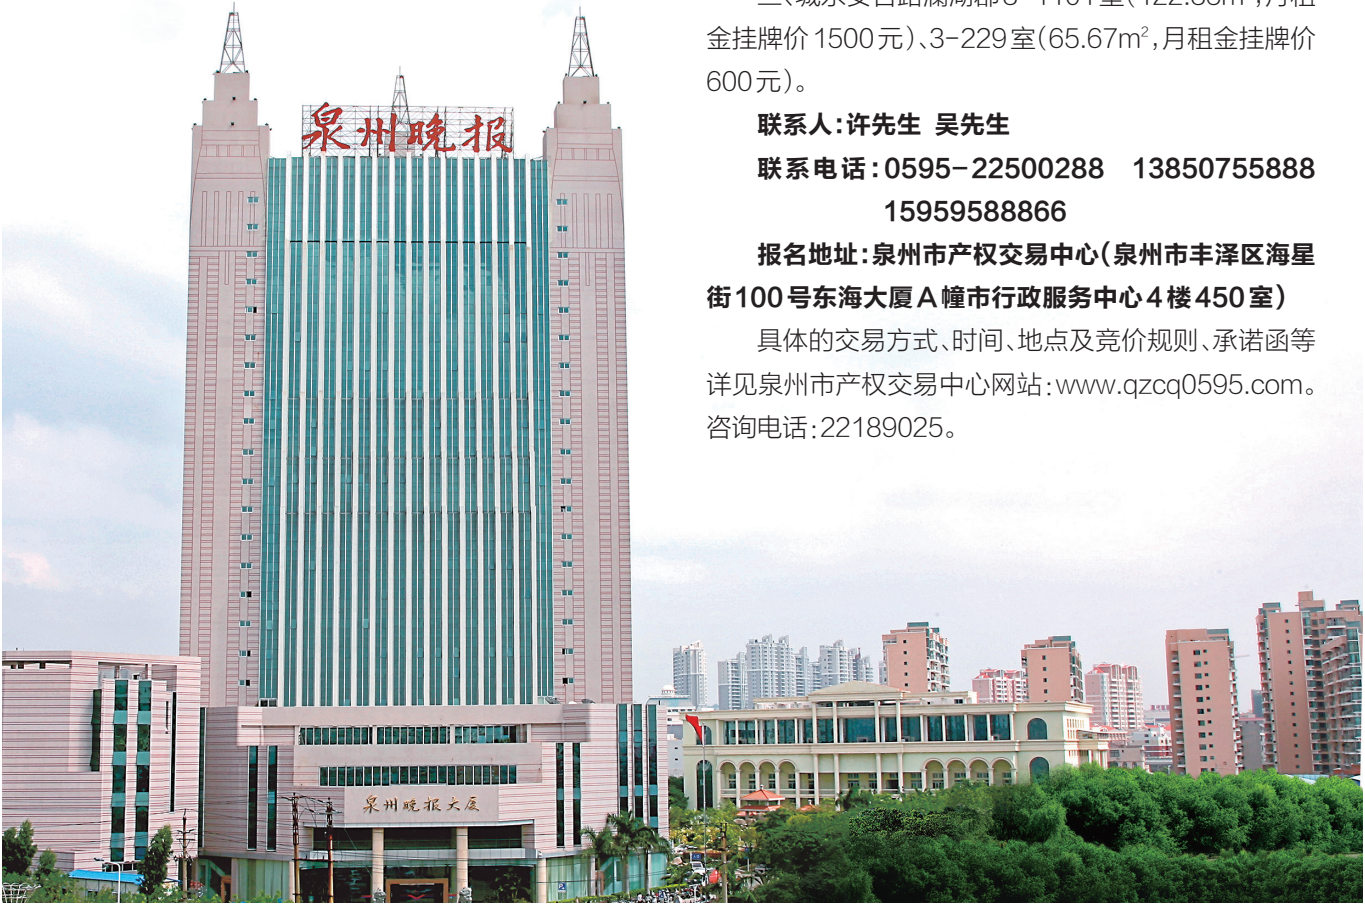 泉州晚报
泉州晚报大厦
金挂牌价1500元）、3-229室（65.67m²，月租金挂牌价
600元）。
联系人：许先生 吴先生
联系电话：0595-22500288 13850755888
15959588866
报名地址：泉州市产权交易中心（泉州市丰泽区海星
街100号东海大厦A幢市行政服务中心4楼450室）
具体的交易方式、时间、地点及竞价规则、承诺函等
详见泉州市产权交易中心网站：www.qzcq0595.com。
咨询电话：22189025。